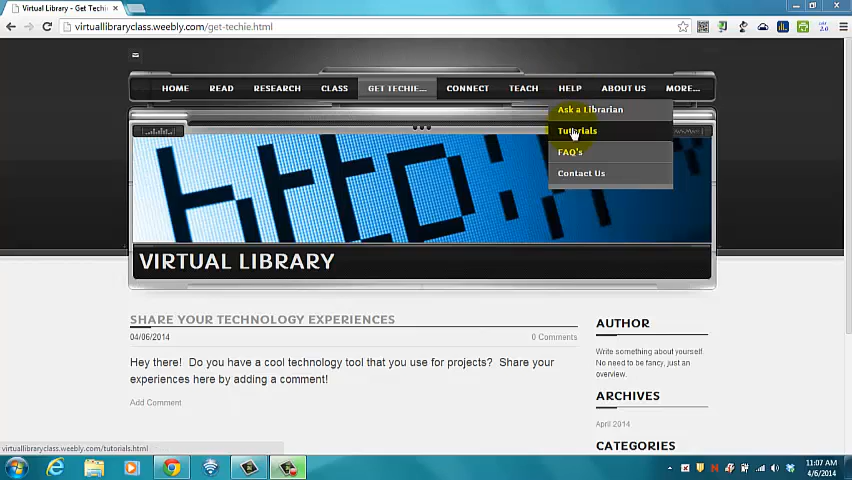 Virtual Library - Get Techie
virtuallibraryclass.weebly.com/get-techie.html
HOME READ RESEARCH CLASS GET TECHIE... CONNECT TEACH HELP ABOUT US MORE...
Ask a Librarian
Tutorials
FAQ's
Contact Us
http
VIRTUAL LIBRARY
SHARE YOUR TECHNOLOGY EXPERIENCES
04/06/2014 0 Comments
Hey there! Do you have a cool technology tool that you use for projects? Share your
experiences here by adding a comment!
Add Comment
AUTHOR
Write something about yourself.
No need to be fancy, just an
overview.
ARCHIVES
April 2014
CATEGORIES
virtuallibraryclass.weebly.com/tutorials.html
11:07 AM
4/6/2014